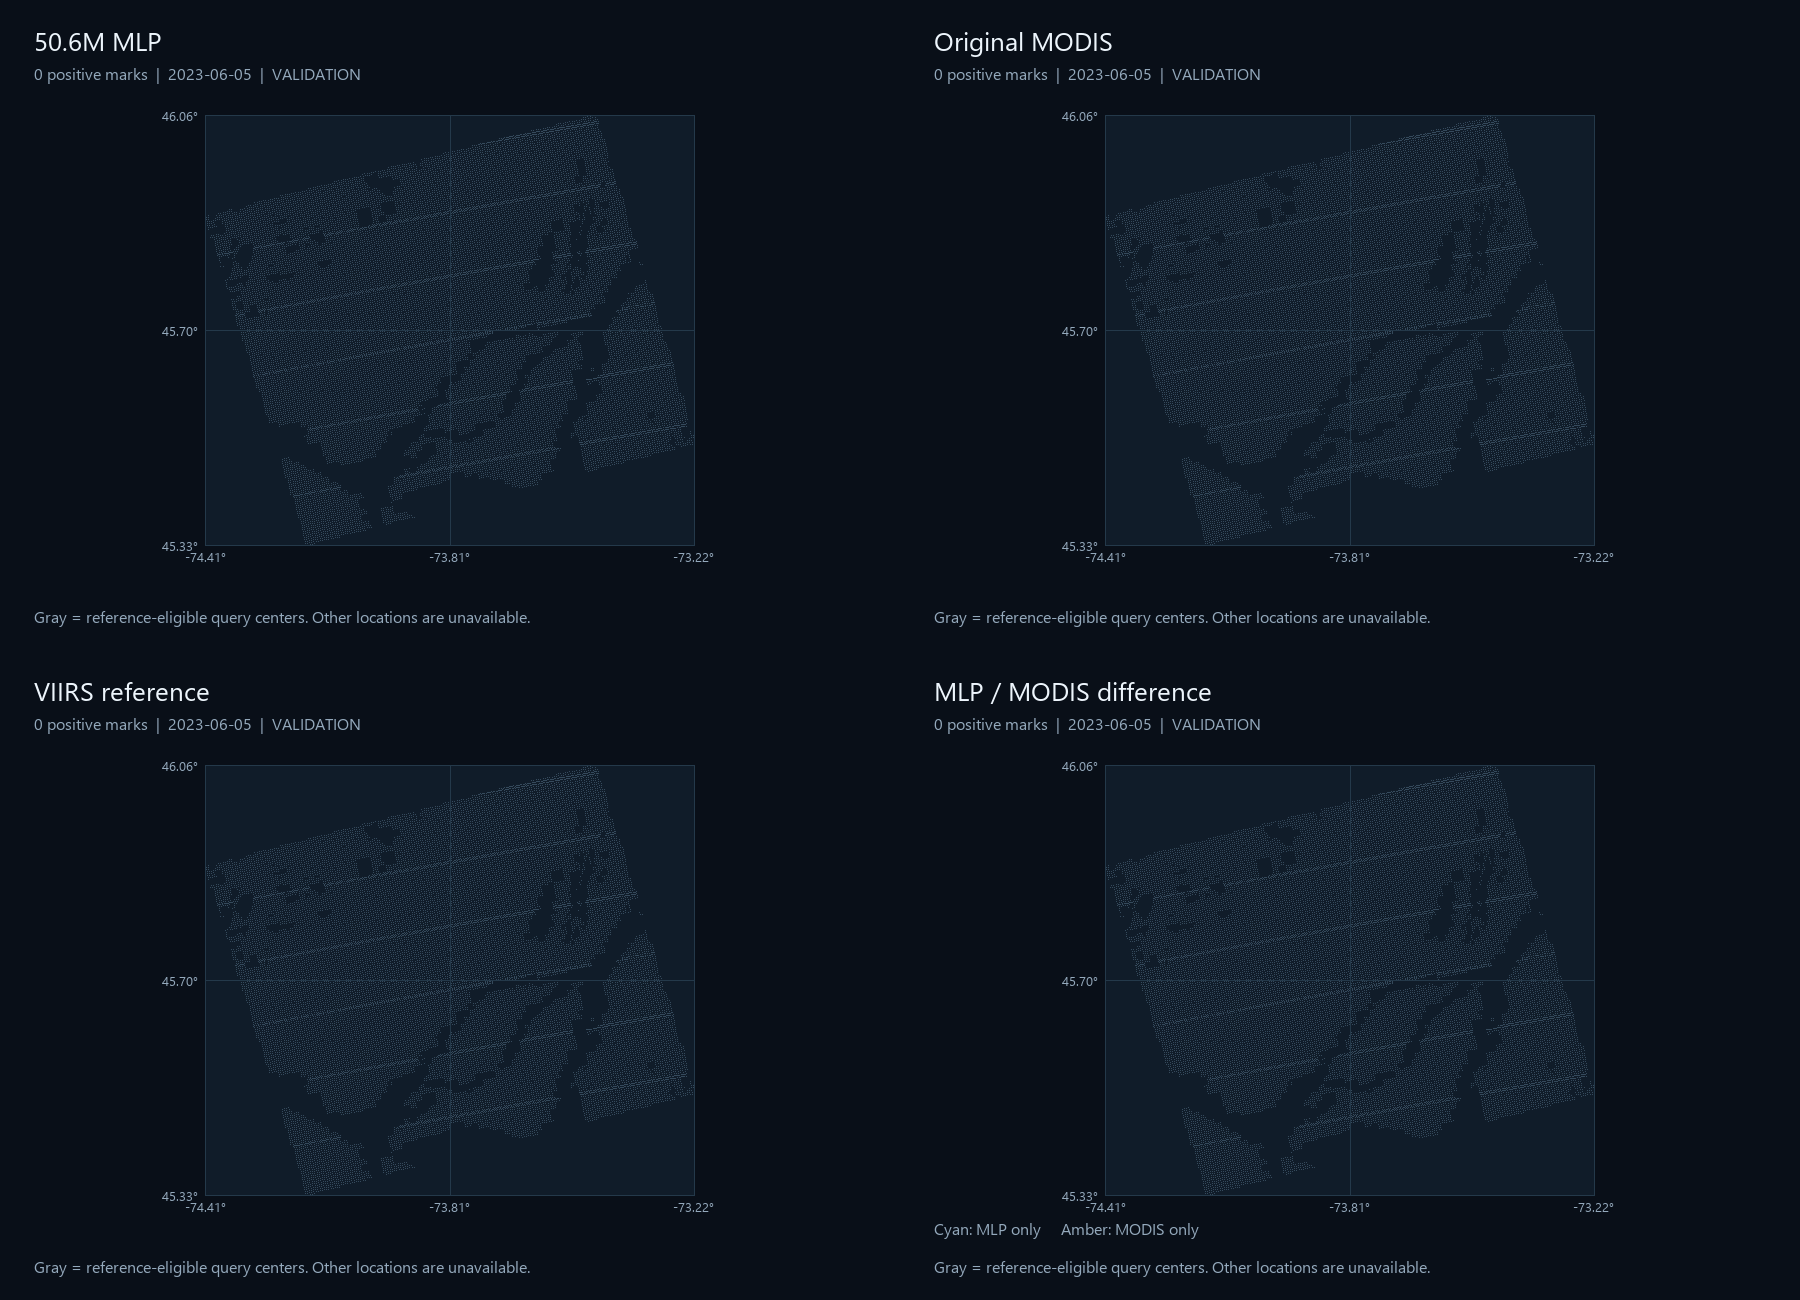 50.6M MLP
0 positive marks | 2023-06-05 | VALIDATION
46.06°
45.70°
45.33°
-74.41°
-73.81°
-73.22°
Gray = reference-eligible query centers. Other locations are unavailable.
Original MODIS
0 positive marks | 2023-06-05 | VALIDATION
46.06°
45.70°
45.33°
-74.41°
-73.81°
-73.22°
Gray = reference-eligible query centers. Other locations are unavailable.
VIIRS reference
0 positive marks | 2023-06-05 | VALIDATION
46.06°
45.70°
45.33°
-74.41°
-73.81°
-73.22°
Gray = reference-eligible query centers. Other locations are unavailable.
MLP / MODIS difference
0 positive marks | 2023-06-05 | VALIDATION
46.06°
45.70°
45.33°
-74.41°
-73.81°
-73.22°
Cyan: MLP only Amber: MODIS only
Gray = reference-eligible query centers. Other locations are unavailable.